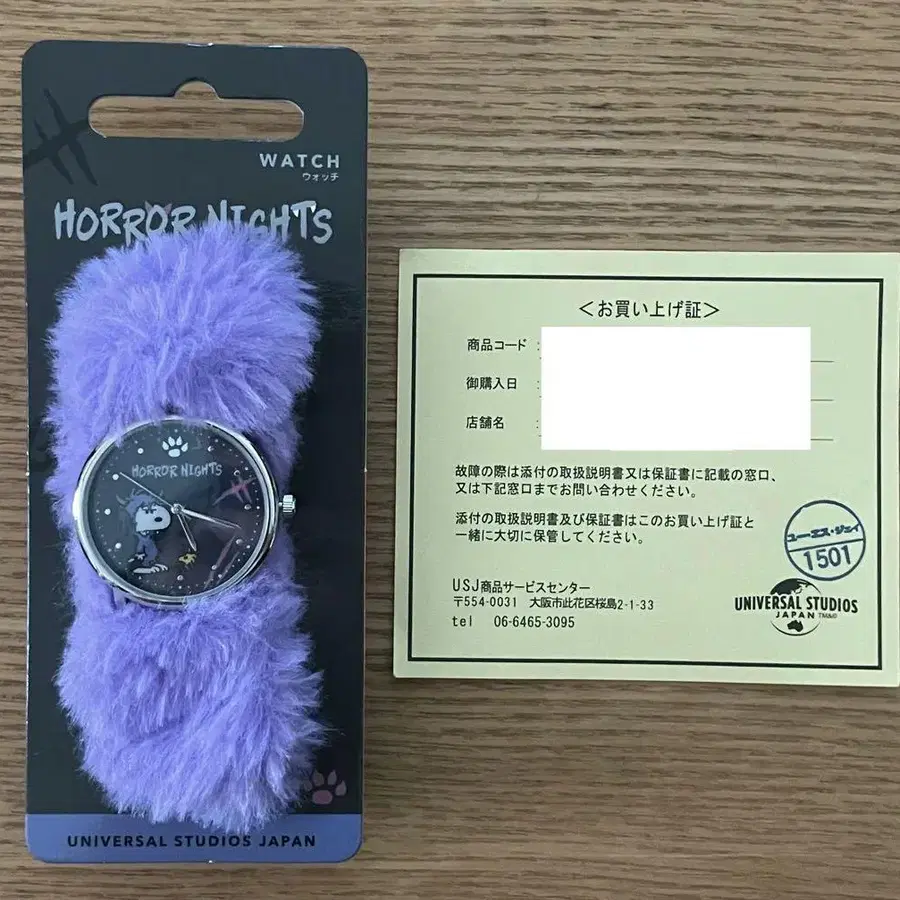 WATCH
ウォッチ
HORROR NIGHTS
HORROR NIGHTS
UNIVERSAL STUDIOS JAPAN
＜お買い上げ証＞
商品コード :
御購入日 :
店舗名 :
故障の際は添付の取扱説明書又は保証書に記載の窓口、
又は下記窓口までお問い合わせください。
添付の取扱説明書及び保証書はこのお買い上げ証と
一緒に大切に保管してください。
ユー・エス・ジェイ
1501
USJ商品サービスセンター
〒554-0031 大阪市此花区桜島2-1-33
tel 06-6465-3095
UNIVERSAL STUDIOS
JAPAN TM&©